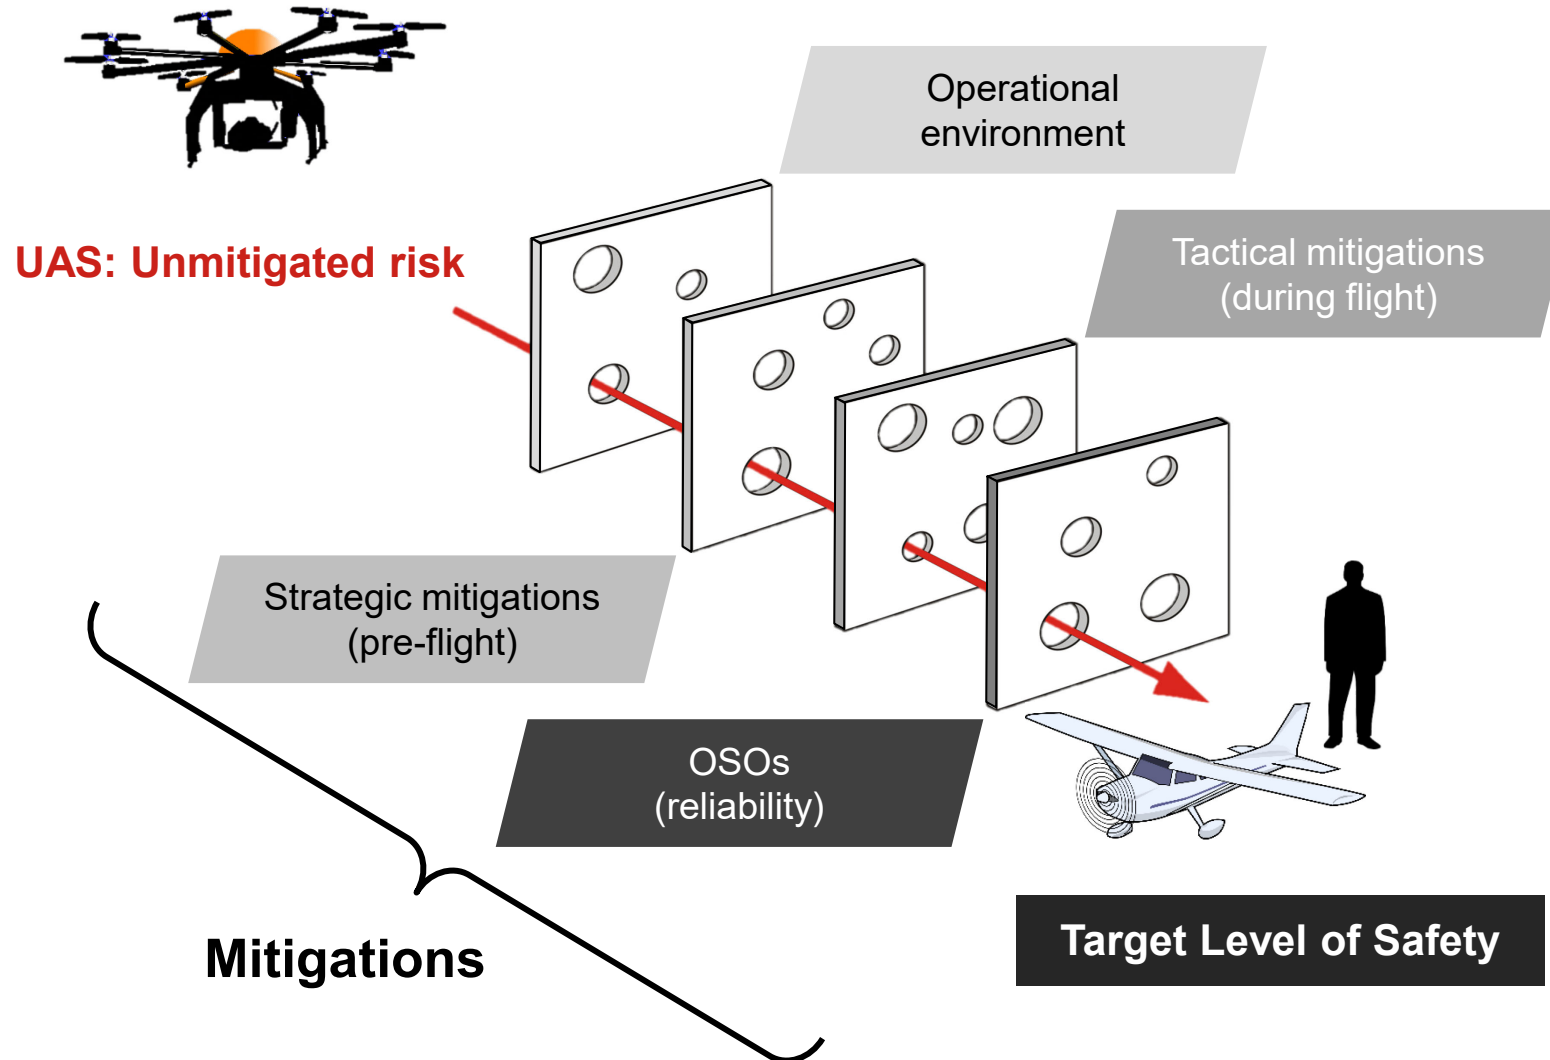 Operational
environment
UAS: Unmitigated risk
Tactical mitigations
(during flight)
Strategic mitigations
(pre-flight)
OSOs
(reliability)
Mitigations
Target Level of Safety